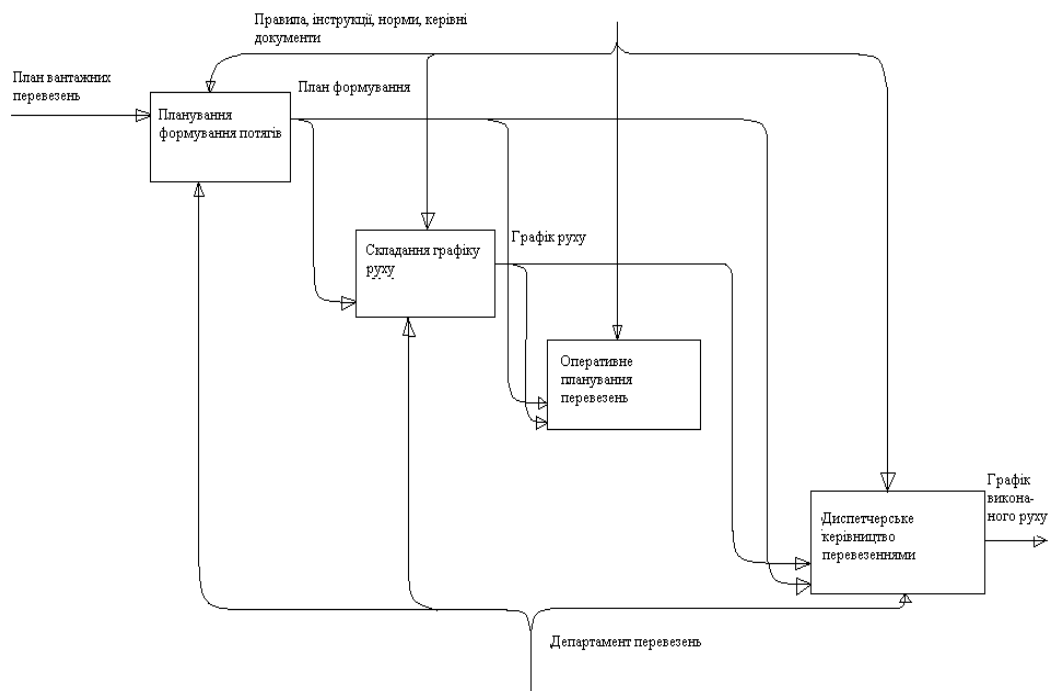 Правила, інструкції, норми, керівні
документи
План вантажних
перевезень
План формування
Планування
формування потягів
Складання графіку
руху
Графік руху
Оперативне
планування
перевезень
Графік
викона-
ного руху
Диспетчерське
керівництво
перевезеннями
Департамент перевезень